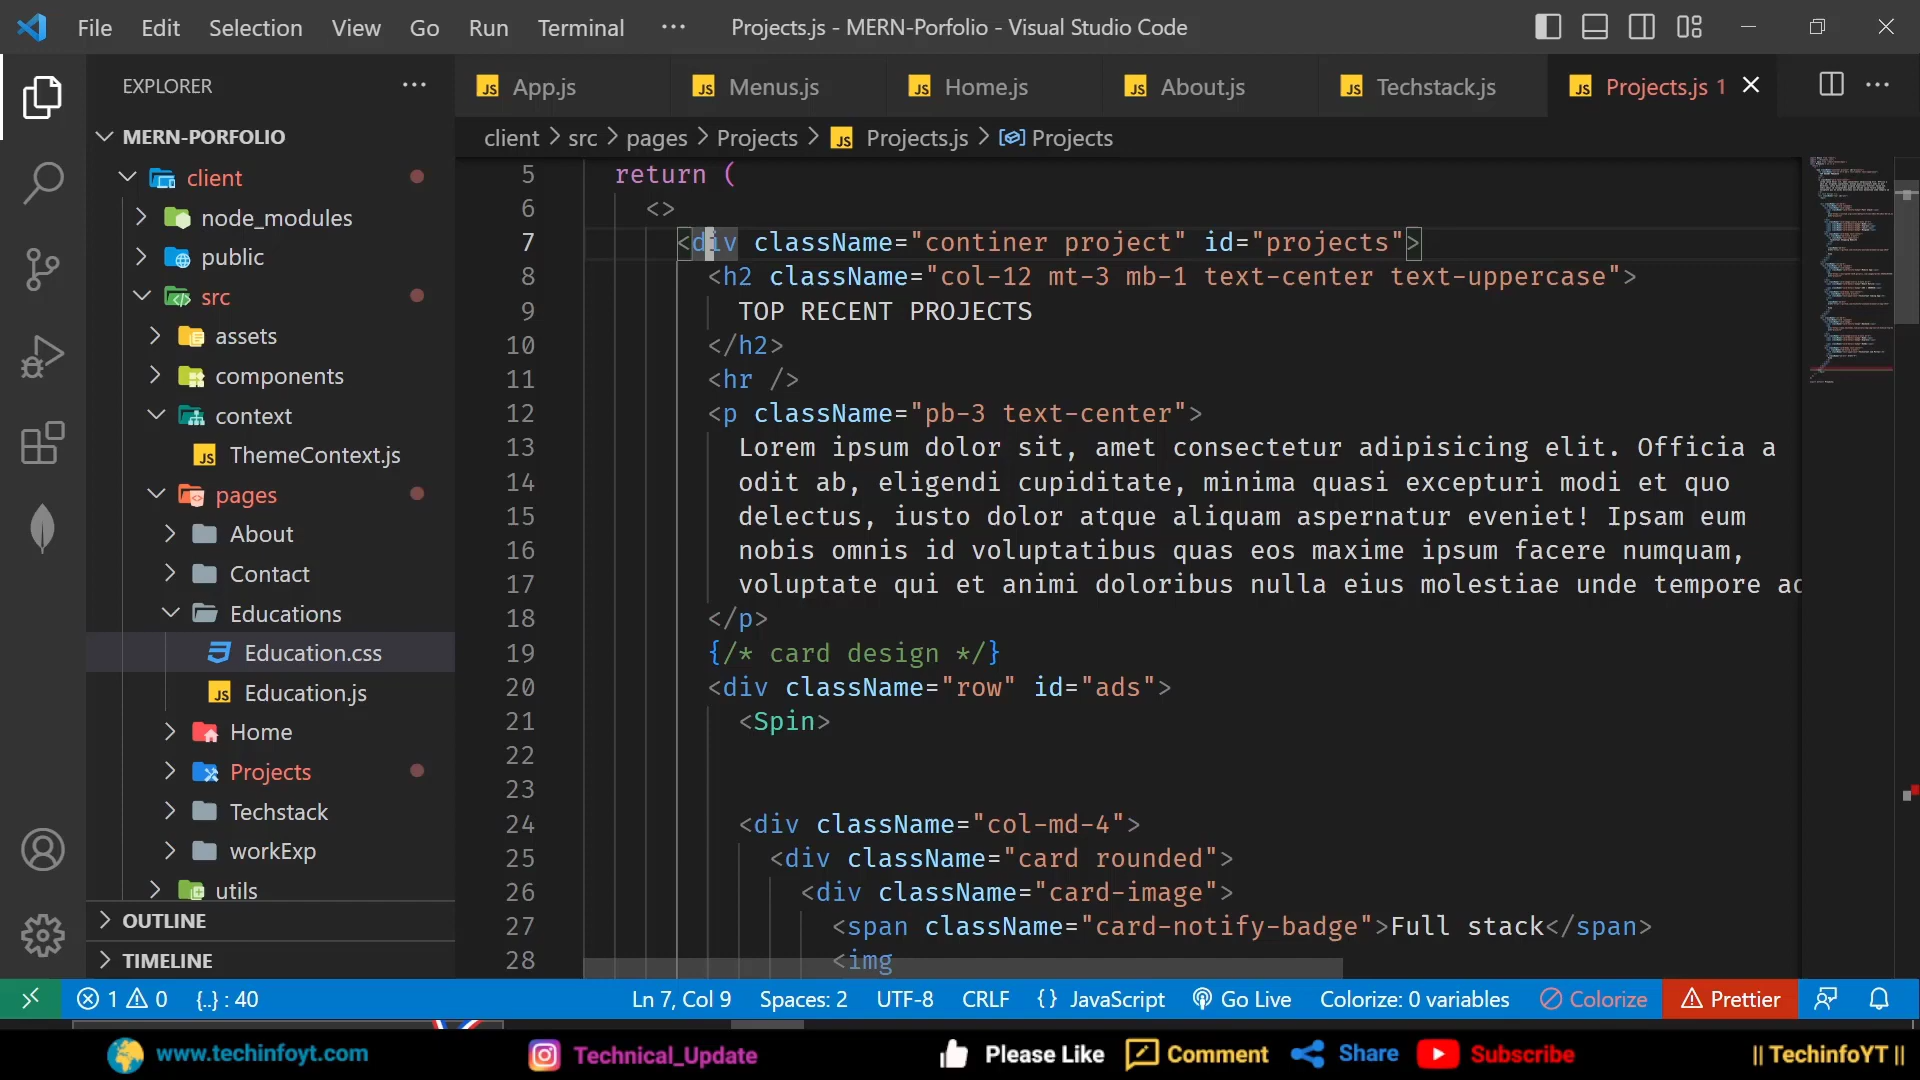 File Edit Selection View Go Run Terminal ··· Projects.js - MERN-Porfolio - Visual Studio Code
EXPLORER ···
MERN-PORFOLIO
client
node_modules
public
src
assets
components
context
ThemeContext.js
pages
About
Contact
Educations
Education.css
Education.js
Home
Projects
Techstack
workExp
utils
OUTLINE
TIMELINE
JS App.js JS Menus.js JS Home.js JS About.js JS Techstack.js JS Projects.js 1
client > src > pages > Projects > JS Projects.js > Projects
5 return (
6 <>
7 <div className="continer project" id="projects">
8 <h2 className="col-12 mt-3 mb-1 text-center text-uppercase">
9 TOP RECENT PROJECTS
10 </h2>
11 <hr />
12 <p className="pb-3 text-center">
13 Lorem ipsum dolor sit, amet consectetur adipisicing elit. Officia a
14 odit ab, eligendi cupiditate, minima quasi excepturi modi et quo
15 delectus, iusto dolor atque aliquam aspernatur eveniet! Ipsam eum
16 nobis omnis id voluptatibus quas eos maxime ipsum facere numquam,
17 voluptate qui et animi doloribus nulla eius molestiae unde tempore ad
18 </p>
19 {/* card design */}
20 <div className="row" id="ads">
21 <Spin>
22
23
24 <div className="col-md-4">
25 <div className="card rounded">
26 <div className="card-image">
27 <span className="card-notify-badge">Full stack</span>
28 <img
1 0 {..} : 40 Ln 7, Col 9 Spaces: 2 UTF-8 CRLF {} JavaScript Go Live Colorize: 0 variables Colorize Prettier
www.techinfoyt.com Technical_Update Please Like Comment Share Subscribe || TechinfoYT ||